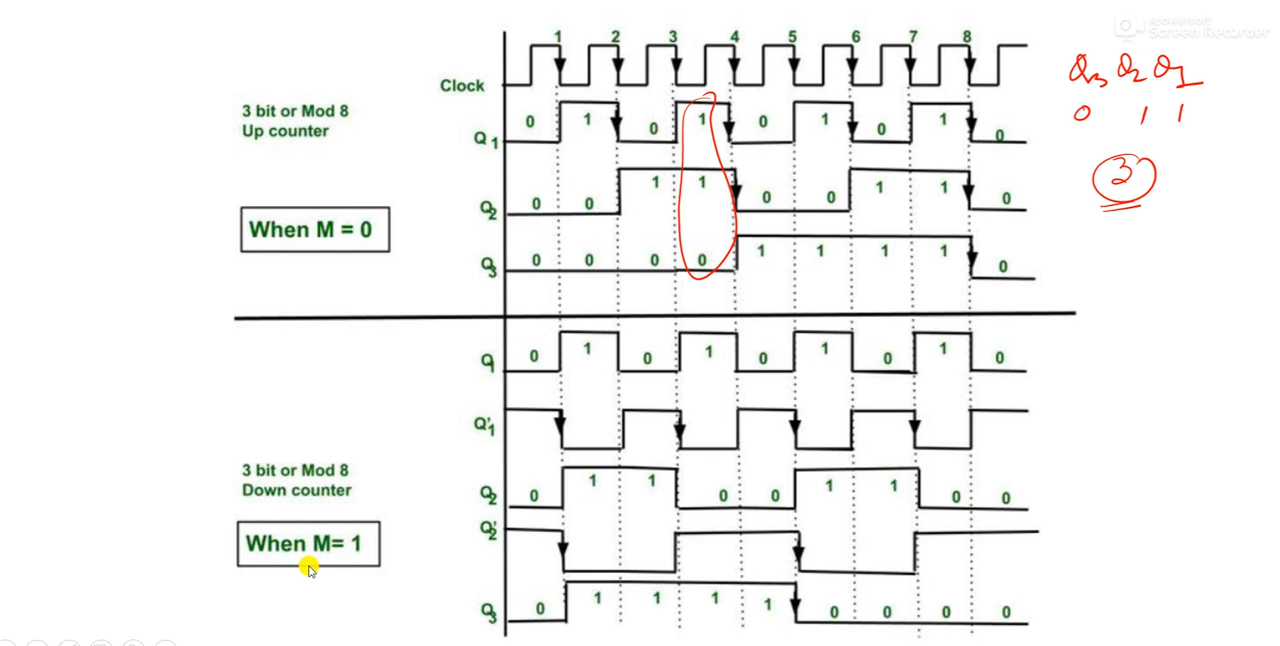 Apowersoft
Screen Recorder
1 2 3 4 5 6 7 8
Clock
Q3 Q2 Q1
0 1 1
3
3 bit or Mod 8
Up counter
Q1 0 1 0 1 0 1 0 1 0
Q2 0 0 1 1 0 0 1 1 0
When M = 0
Q3 0 0 0 0 1 1 1 1 0
Q1 0 1 0 1 0 1 0 1 0
Q'1
3 bit or Mod 8
Down counter
Q2 0 1 1 0 0 1 1 0 0
Q'2
When M= 1
Q3 0 1 1 1 1 0 0 0 0